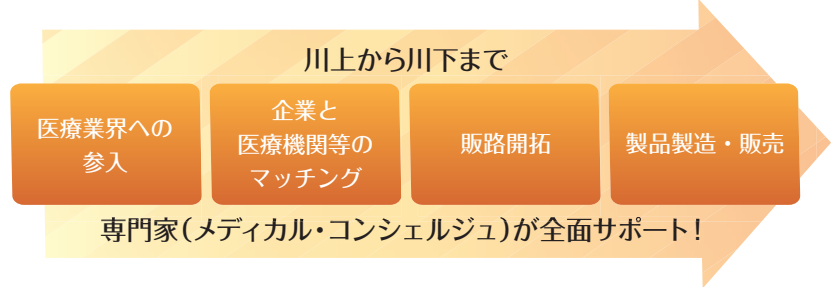 川上から川下まで
医療業界への
参入
企業と
医療機関等の
マッチング
販路開拓
製品製造・販売
専門家(メディカル・コンシェルジュ)が全面サポート!